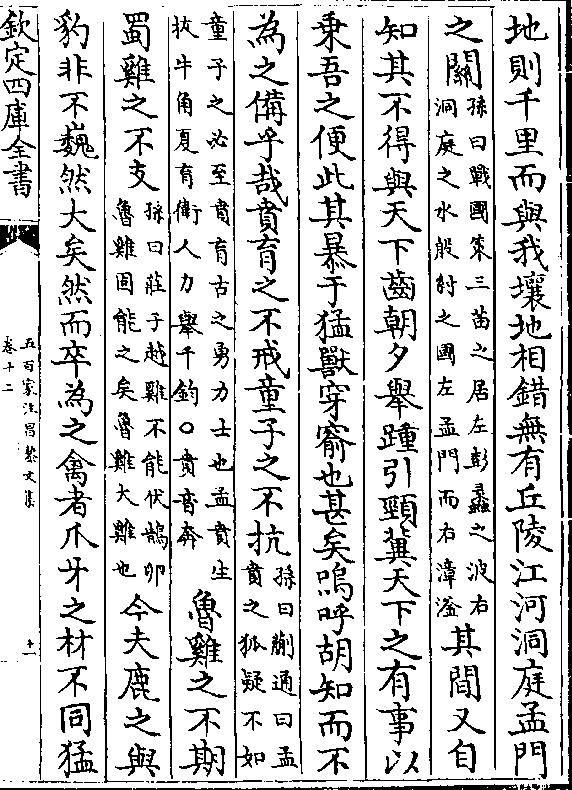 地則千里而與我壤地相錯無有丘陵江河洞庭孟門
之關
孫曰戰國策三苗之居左彭蠡之波右
洞庭之水殷紂之國左孟門而右漳滏
其間又自
知其不得與天下齒朝夕舉踵引頸冀天下之有事以
乗吾之便此其暴于猛獸穿窬也甚矣嗚呼胡知而不
為之備乎哉賁育之不戒童子之不抗
孫曰蒯通曰孟
賁之狐疑不如
童子之必至賁育古之勇力士也孟賁生
抜牛角夏育衛人力舉千鈞○賁音奔
魯雞之不期
蜀雞之不支
孫曰莊子越雞不能伏鵠卵
魯雞固能之矣魯雞大雞也
今夫鹿之與
豹非不巍然大矣然而卒為之禽者爪牙之材不同猛
欽定四庫全書
五百家注昌黎文集
卷十二
十一